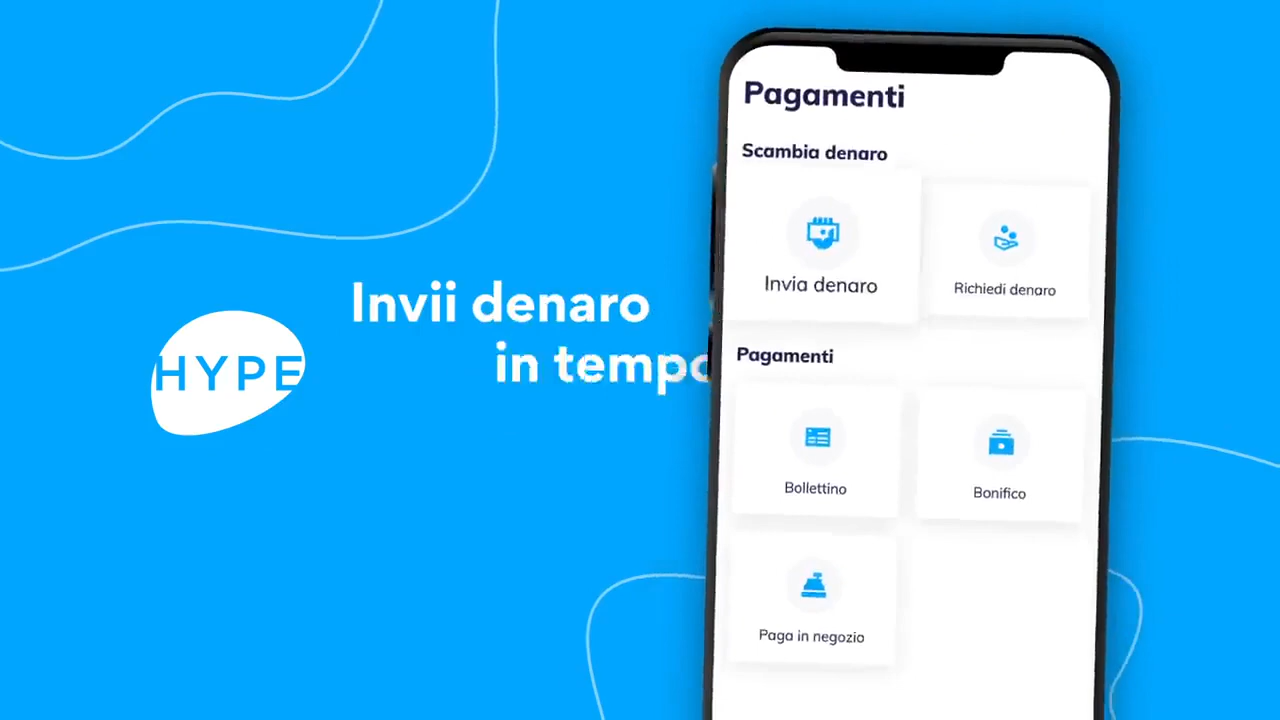 HYPE
Invii denaro
in tempo
Pagamenti
Scambia denaro
Invia denaro
Richiedi denaro
Pagamenti
Bollettino
Bonifico
Paga in negozio